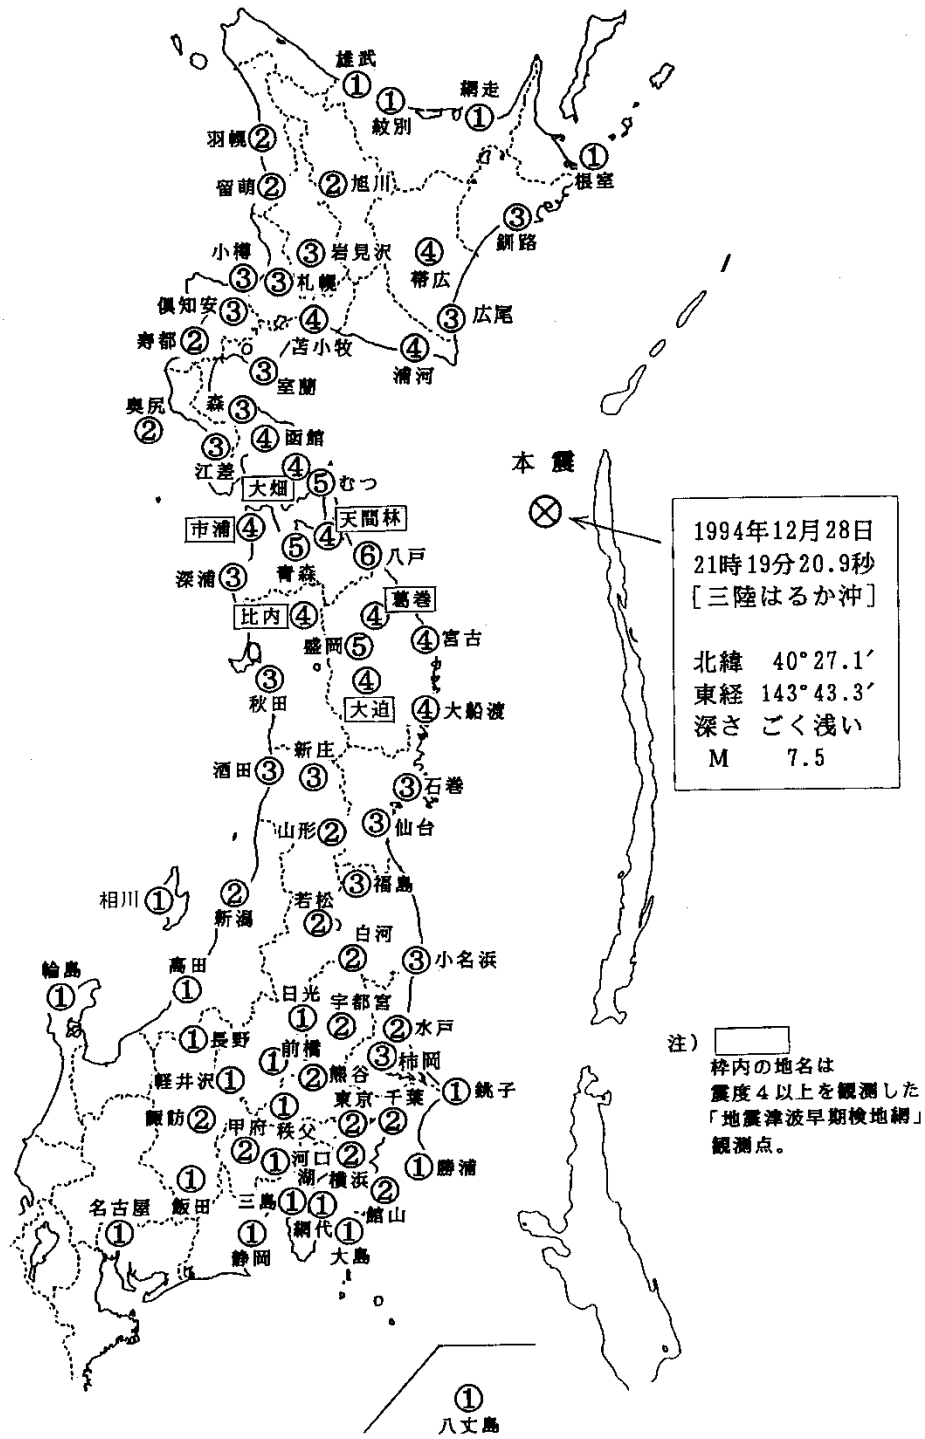 雄武
①
①
紋別
網走
①
羽幌②
①
根室
留萌②
②旭川
③
釧路
小樽
③
③札幌
③岩見沢
④
帯広
倶知安③
④
苫小牧
③広尾
寿都②
④
浦河
③
室蘭
奥尻
②
森③
④函館
③
江差
大畑④
⑤むつ
市浦④
天間林
④
⑤
青森
⑥八戸
深浦③
比内④
葛巻
④
盛岡⑤
④宮古
③
秋田
④
大迫
④大船渡
酒田③
新庄
③
③石巻
山形②
③仙台
相川①
②
新潟
③福島
若松
②
白河
②
③小名浜
輪島
①
高田
①
日光
①
宇都宮
②
②水戸
①長野
前橋
①
③柿岡
軽井沢①
②熊谷
①銚子
諏訪②
甲府
②
①
秩父
東京
②
千葉
②
①河口湖
②
横浜
①勝浦
①
飯田
三島①
①
網代
②
館山
名古屋
①
①
静岡
①
大島
①
八丈島
本震
1994年12月28日
21時19分20.9秒
[三陸はるか沖]
北緯 40°27.1′
東経 143°43.3′
深さ ごく浅い
M 7.5
注)
枠内の地名は
震度4以上を観測した
「地震津波早期検地網」
観測点。